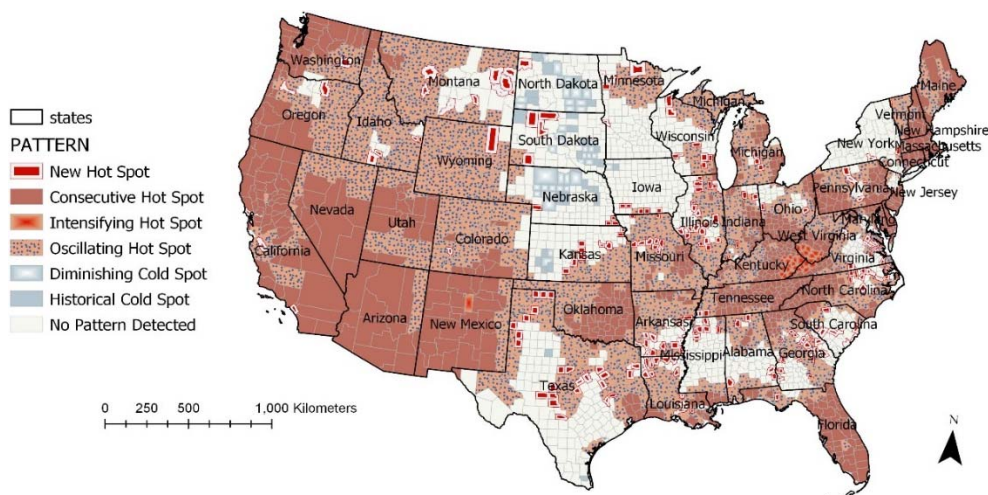 states
PATTERN
New Hot Spot
Consecutive Hot Spot
Intensifying Hot Spot
Oscillating Hot Spot
Diminishing Cold Spot
Historical Cold Spot
No Pattern Detected
0 250 500 1,000 Kilometers
Washington
Montana
North Dakota
Minnesota
Michigan
Maine
Oregon
Idaho
Wyoming
South Dakota
Wisconsin
Michigan
Vermont
New Hampshire
New York
Massachusetts
Connecticut
Nebraska
Iowa
Pennsylvania
New Jersey
Nevada
Utah
Colorado
Illinois
Indiana
Ohio
Maryland
California
Kansas
Missouri
West Virginia
Kentucky
Virginia
Arizona
New Mexico
Oklahoma
Arkansas
Tennessee
North Carolina
South Carolina
Texas
Mississippi
Alabama
Georgia
Louisiana
Florida
N